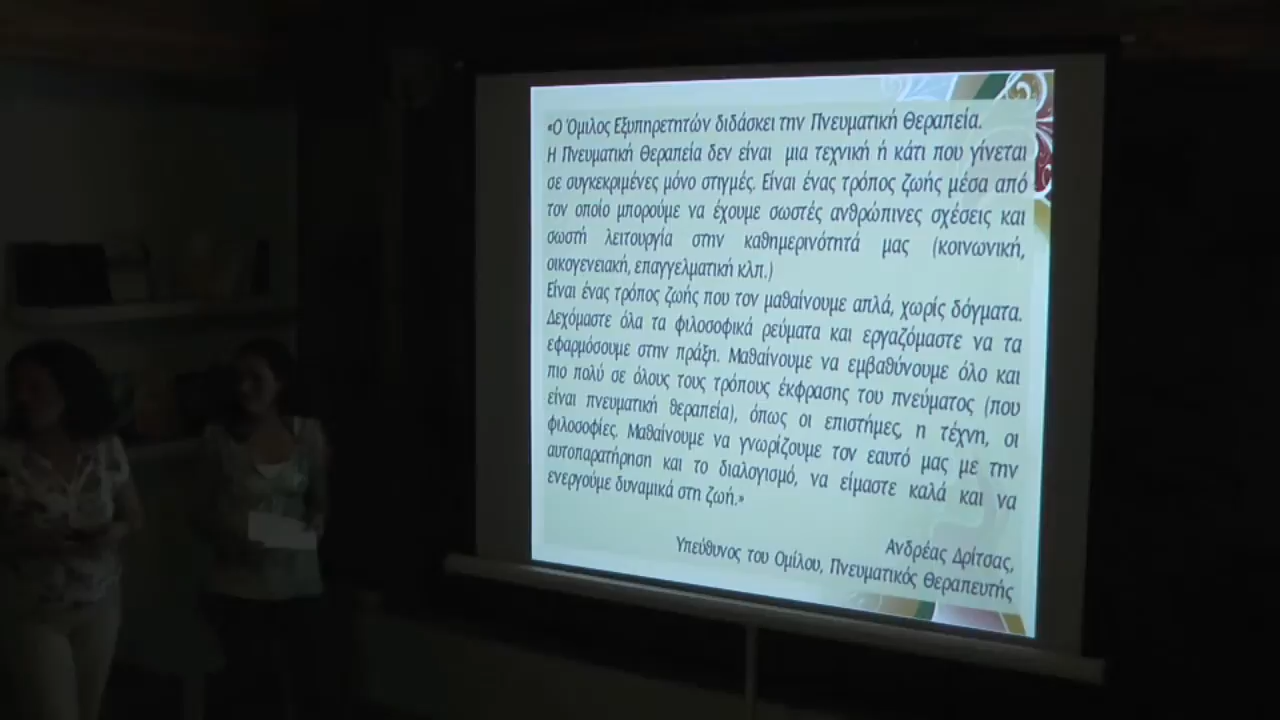 «Ο Όμιλος Εξυπηρετητών διδάσκει την Πνευματική Θεραπεία.
Η Πνευματική Θεραπεία δεν είναι μια τεχνική ή κάτι που γίνεται
σε συγκεκριμένες μόνο στιγμές. Είναι ένας τρόπος ζωής μέσα από
τον οποίο μπορούμε να έχουμε σωστές ανθρώπινες σχέσεις και
σωστή λειτουργία στην καθημερινότητά μας (κοινωνική,
οικογενειακή, επαγγελματική κλπ.)
Είναι ένας τρόπος ζωής που τον μαθαίνουμε απλά, χωρίς δόγματα.
Δεχόμαστε όλα τα φιλοσοφικά ρεύματα και εργαζόμαστε να τα
εφαρμόσουμε στην πράξη. Μαθαίνουμε να εμβαθύνουμε όλο και
πιο πολύ σε όλους τους τρόπους έκφρασης του πνεύματος (που
είναι πνευματική θεραπεία), όπως οι επιστήμες, η τέχνη, οι
φιλοσοφίες. Μαθαίνουμε να γνωρίζουμε τον εαυτό μας με την
αυτοπαρατήρηση και το διαλογισμό, να είμαστε καλά και να
ενεργούμε δυναμικά στη ζωή.»
Ανδρέας Δρίτσας,
Υπεύθυνος του Ομίλου, Πνευματικός Θεραπευτής